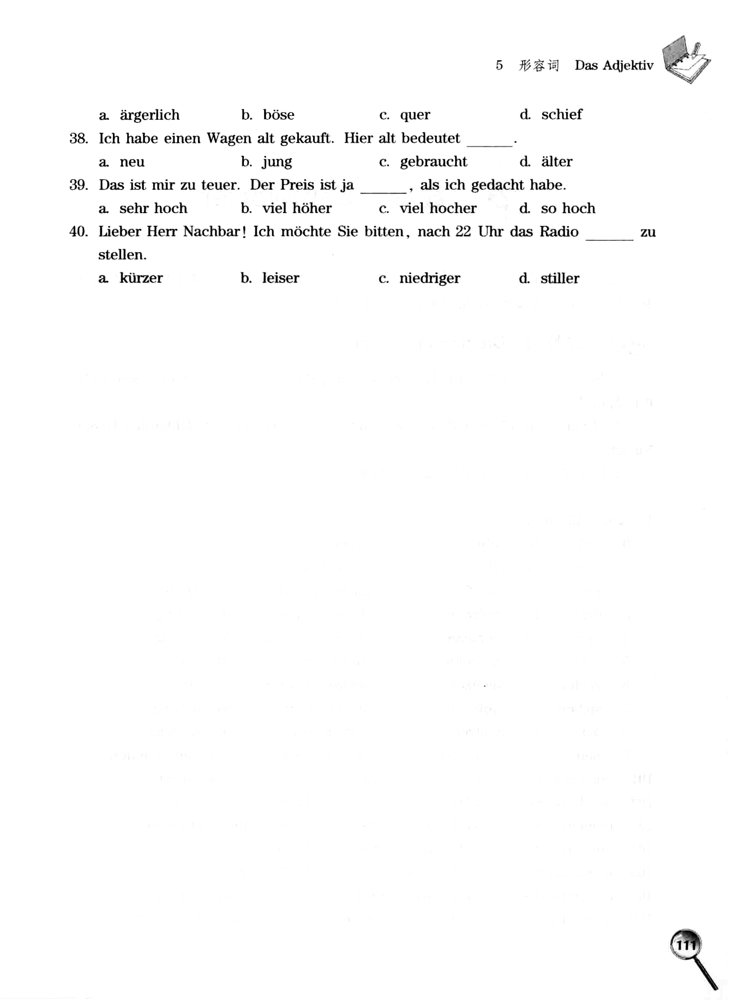 5 形容词 Das Adjektiv
a. ärgerlich b. böse c. quer d. schief
38. Ich habe einen Wagen alt gekauft. Hier alt bedeutet ______.
a. neu b. jung c. gebraucht d. älter
39. Das ist mir zu teuer. Der Preis ist ja ______, als ich gedacht habe.
a. sehr hoch b. viel höher c. viel hocher d. so hoch
40. Lieber Herr Nachbar! Ich möchte Sie bitten, nach 22 Uhr das Radio ______ zu
stellen.
a. kürzer b. leiser c. niedriger d. stiller
111